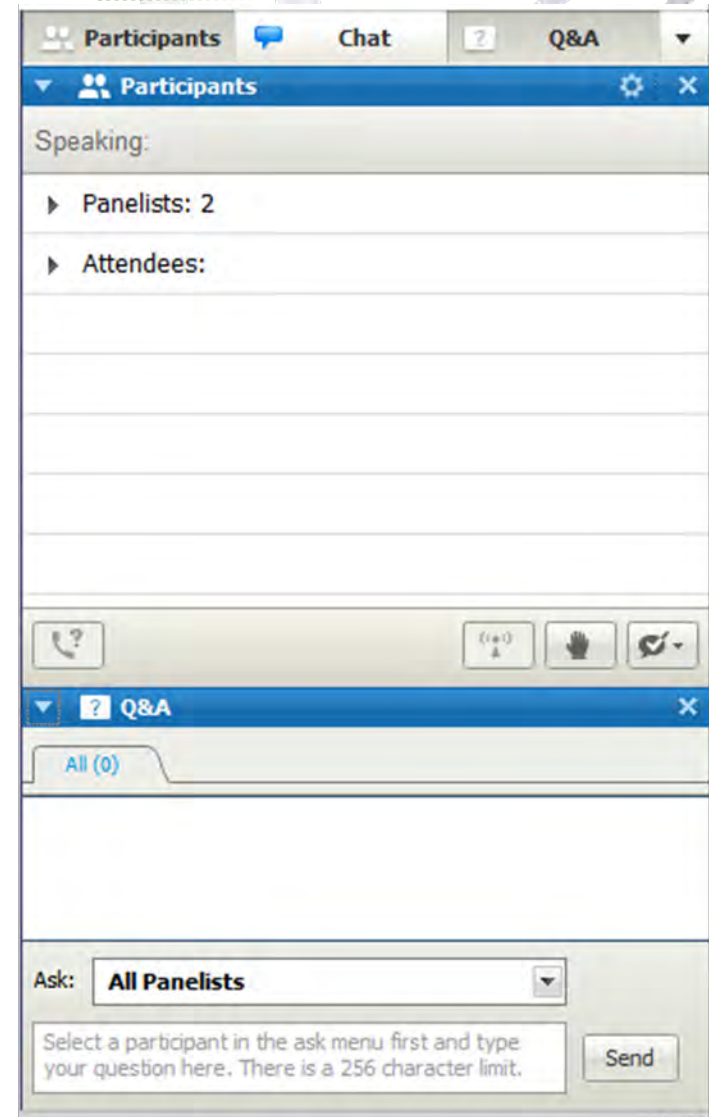 Participants Chat ? Q&A
Participants
Speaking:
Panelists: 2
Attendees:
?
? Q&A
All (0)
Ask: All Panelists
Select a participant in the ask menu first and type
your question here. There is a 256 character limit.
Send